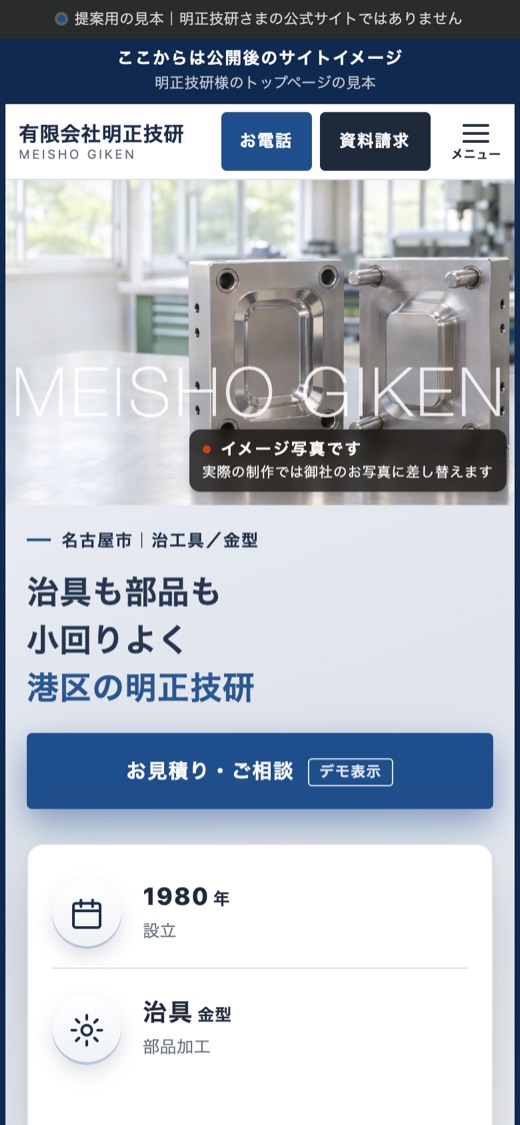 提案用の見本｜明正技研さまの公式サイトではありません
ここからは公開後のサイトイメージ
明正技研様のトップページの見本
有限会社明正技研
MEISHO GIKEN
お電話
資料請求
メニュー
MEISHO GIKEN
イメージ写真です
実際の制作では御社のお写真に差し替えます
名古屋市｜治工具／金型
治具も部品も
小回りよく
港区の明正技研
お見積り・ご相談 デモ表示
1980 年
設立
治具 金型
部品加工